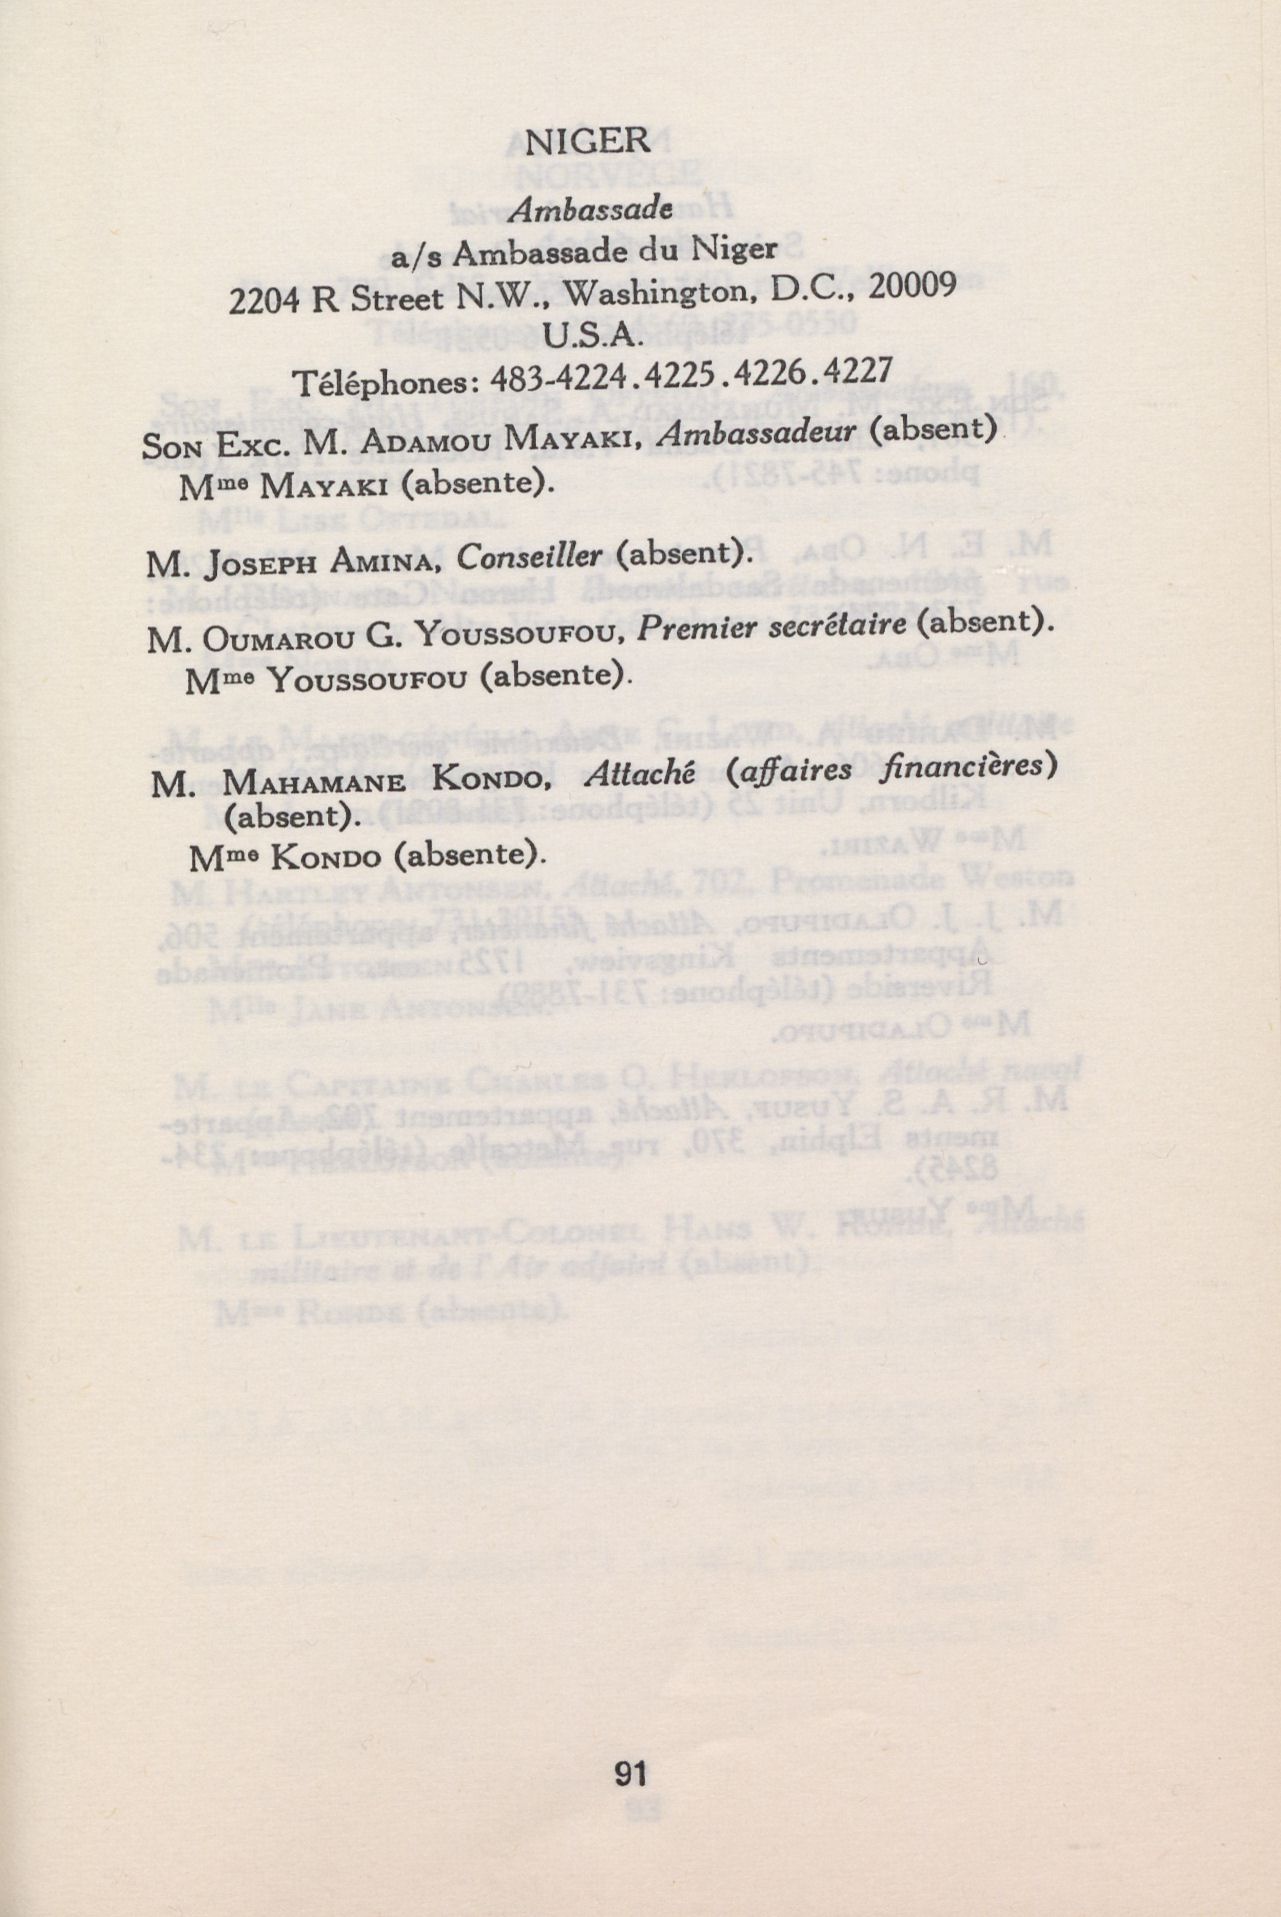 NIGER
Ambassade
a/s Ambassade du Niger
2204 R Street N.W., Washington, D.C., 20009
U.S.A.
Téléphones: 483-4224.4225.4226.4227
SON EXC. M. ADAMOU MAYAKI, Ambassadeur (absent)
Mme MAYAKI (absente).
M. JOSEPH AMINA, Conseiller (absent).
M. OUMAROU G. YOUSSOUFOU, Premier secrétaire (absent).
Mme YOUSSOUFOU (absente).
M. MAHAMANE KONDO, Attaché (affaires financières)
(absent).
Mme KONDO (absente).
91